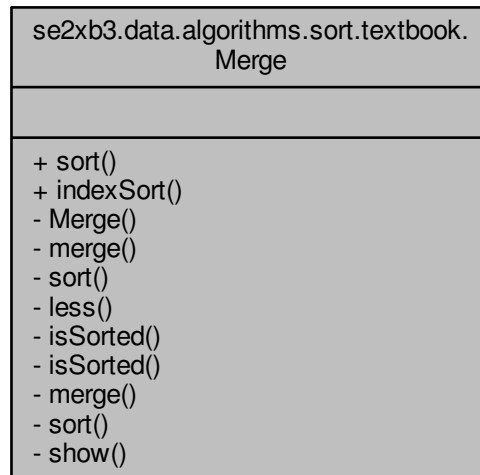 se2xb3.data.algorithms.sort.textbook.
Merge
+ sort()
+ indexSort()
- Merge()
- merge()
- sort()
- less()
- isSorted()
- isSorted()
- merge()
- sort()
- show()